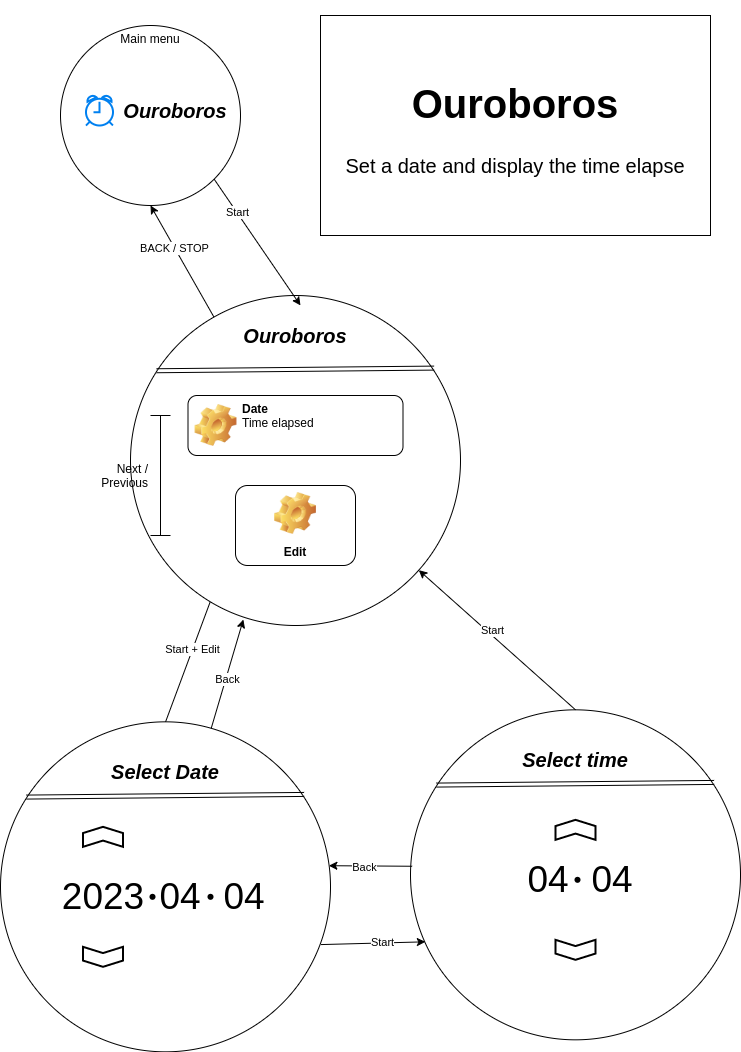 Main menu
Ouroboros
Ouroboros
Set a date and display the time elapse
Start
BACK / STOP
Ouroboros
Date
Time elapsed
Next /
Previous
Edit
Start
Start + Edit
Back
Select Date
2023 · 04 · 04
Select time
04 · 04
Back
Start